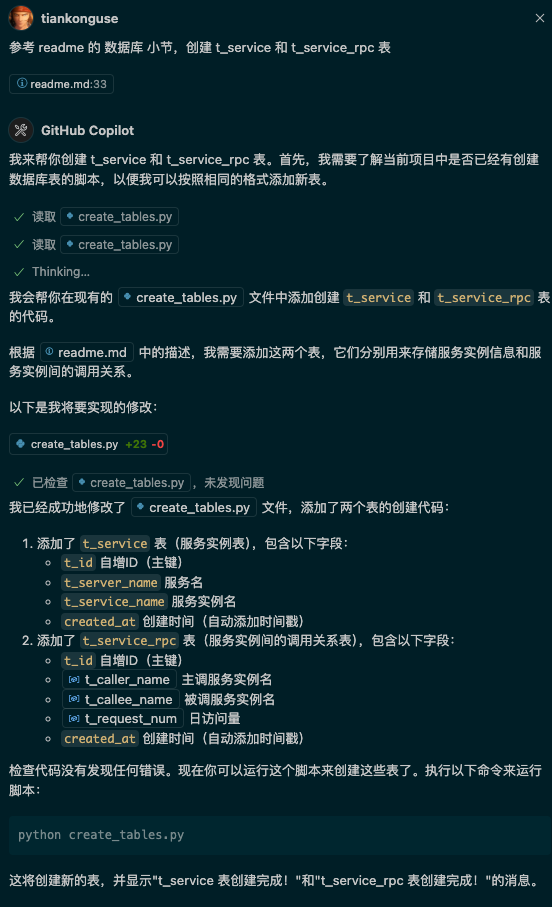 tiankonguse
参考 readme 的 数据库 小节，创建 t_service 和 t_service_rpc 表
readme.md:33
GitHub Copilot
我来帮你创建 t_service 和 t_service_rpc 表。首先，我需要了解当前项目中是否已经有创建
数据库表的脚本，以便我可以按照相同的格式添加新表。
读取 create_tables.py
读取 create_tables.py
Thinking...
我会帮你在现有的 create_tables.py 文件中添加创建 t_service 和 t_service_rpc 表
的代码。
根据 readme.md 中的描述，我需要添加这两个表，它们分别用来存储服务实例信息和服
务实例间的调用关系。
以下是我将要实现的修改：
create_tables.py +23 -0
已检查 create_tables.py，未发现问题
我已经成功地修改了 create_tables.py 文件，添加了两个表的创建代码：
1. 添加了 t_service 表（服务实例表），包含以下字段：
◦ t_id 自增ID（主键）
◦ t_server_name 服务名
◦ t_service_name 服务实例名
◦ created_at 创建时间（自动添加时间戳）
2. 添加了 t_service_rpc 表（服务实例间的调用关系表），包含以下字段：
◦ t_id 自增ID（主键）
◦ t_caller_name 主调服务实例名
◦ t_callee_name 被调服务实例名
◦ t_request_num 日访问量
◦ created_at 创建时间（自动添加时间戳）
检查代码没有发现任何错误。现在你可以运行这个脚本来创建这些表了。执行以下命令来运行
脚本：
python create_tables.py
这将创建新的表，并显示"t_service 表创建完成！"和"t_service_rpc 表创建完成！"的消息。